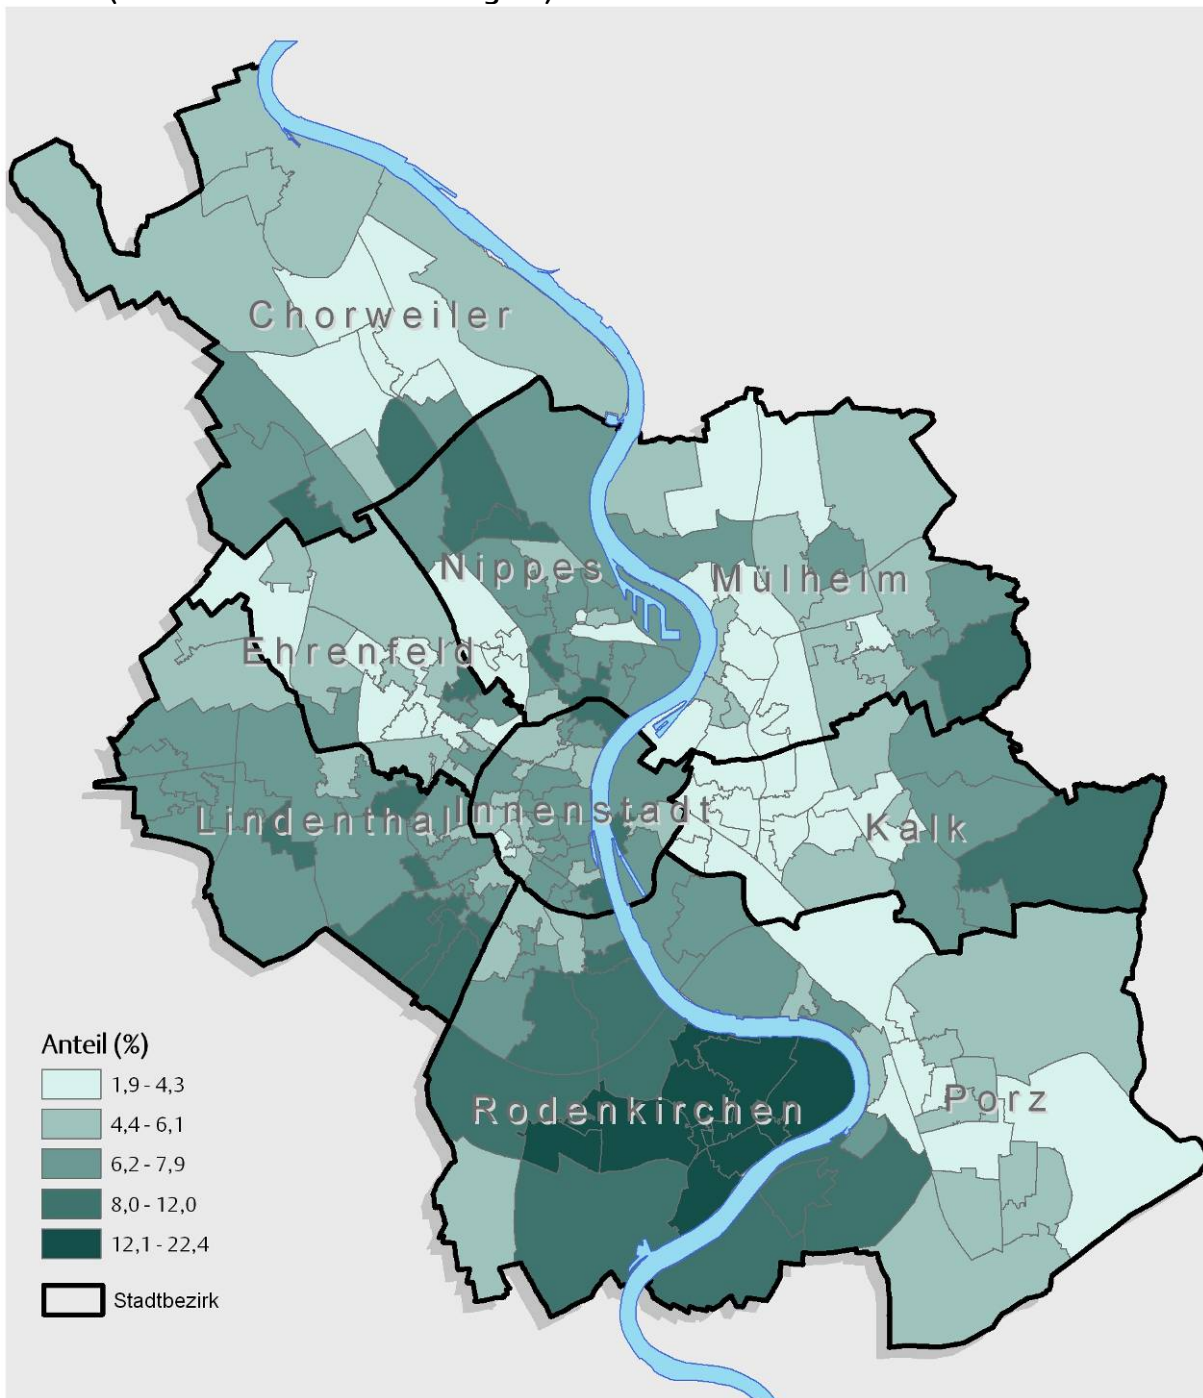 Chorweiler
Nippes
Mülheim
Ehrenfeld
Lindenthal
Innenstadt
Kalk
Rodenkirchen
Porz
Anteil (%)
1,9 - 4,3
4,4 - 6,1
6,2 - 7,9
8,0 - 12,0
12,1 - 22,4
Stadtbezirk